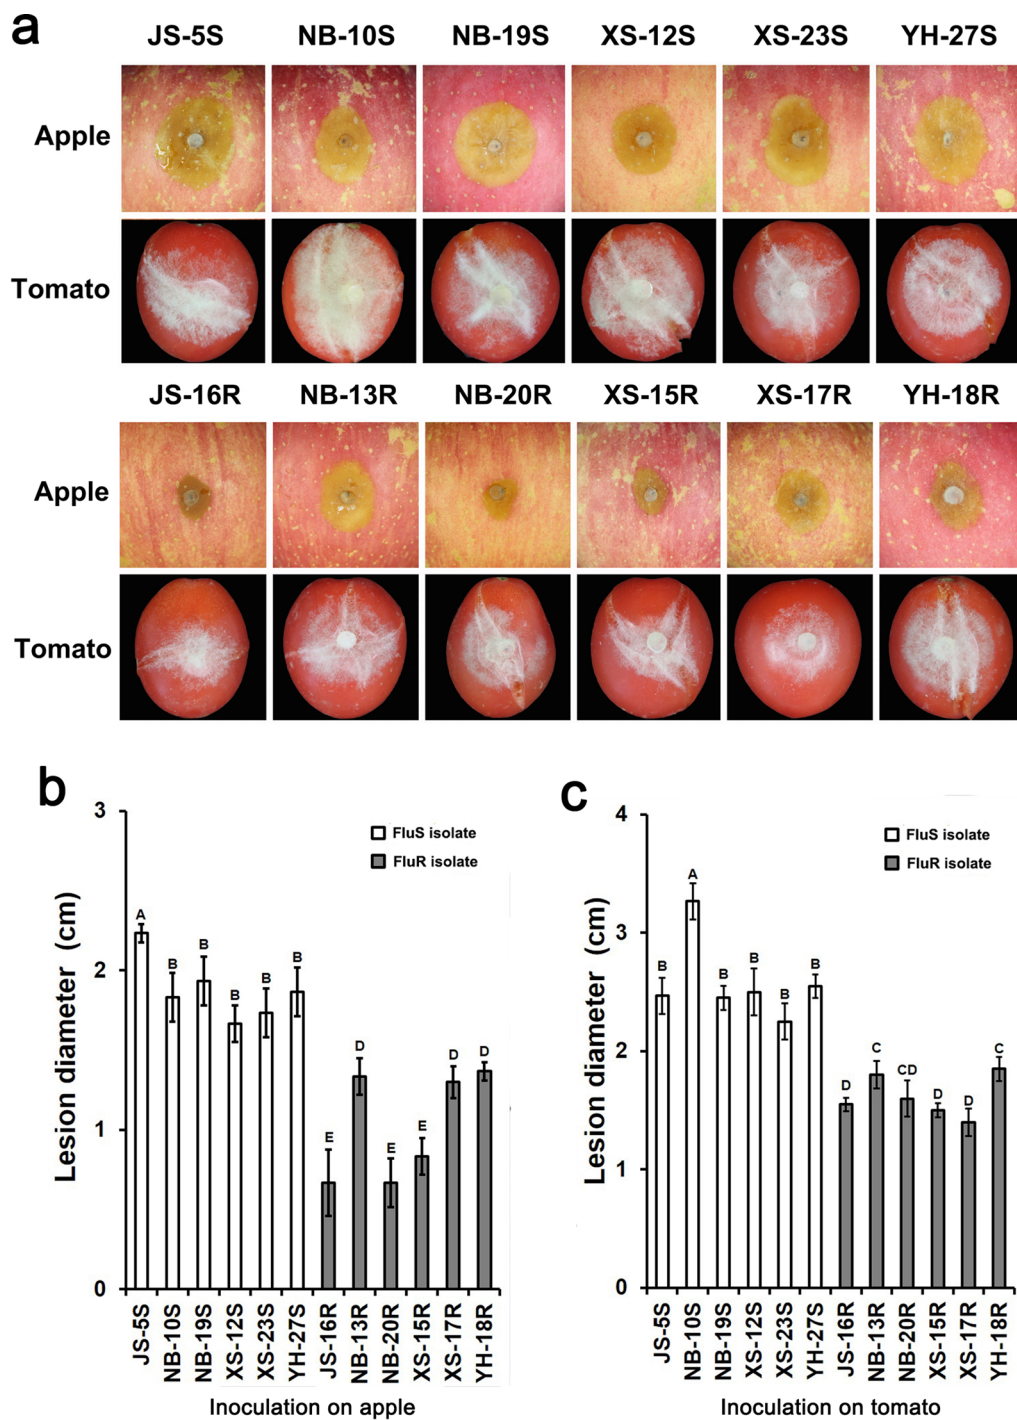 a
JS-5S NB-10S NB-19S XS-12S XS-23S YH-27S
Apple
Tomato
JS-16R NB-13R NB-20R XS-15R XS-17R YH-18R
Apple
Tomato
b
3
2
1
0
Lesion diameter (cm)
FluS isolate
FluR isolate
A B B B B B E D E E D D
JS-5S NB-10S NB-19S XS-12S XS-23S YH-27S JS-16R NB-13R NB-20R XS-15R XS-17R YH-18R
Inoculation on apple
c
4
3
2
1
0
Lesion diameter (cm)
FluS isolate
FluR isolate
B A B B B B D C CD D D C
JS-5S NB-10S NB-19S XS-12S XS-23S YH-27S JS-16R NB-13R NB-20R XS-15R XS-17R YH-18R
Inoculation on tomato